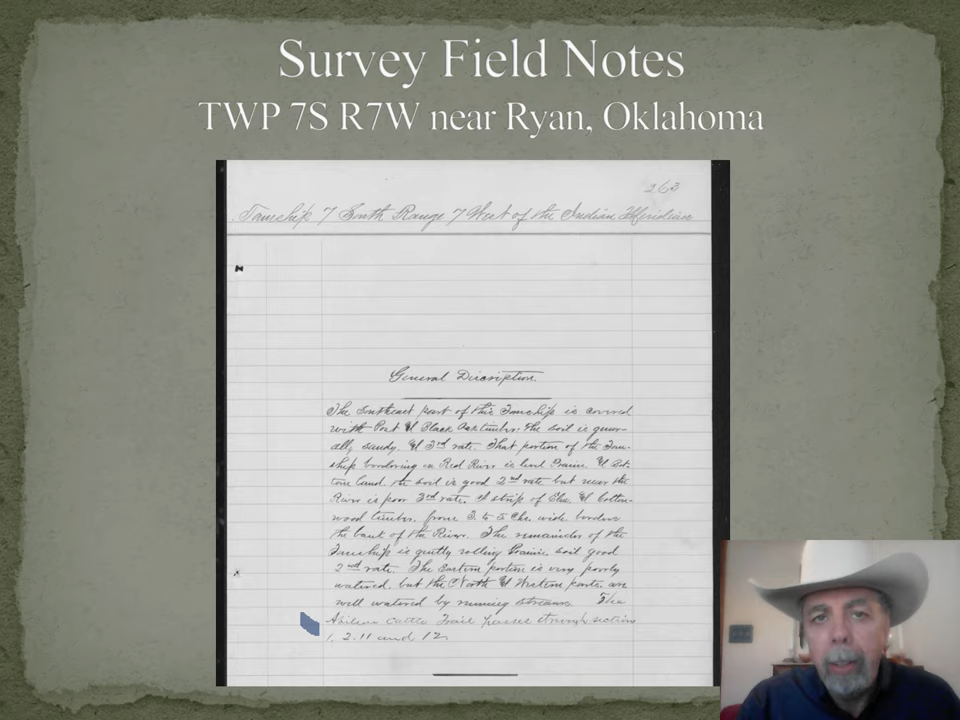 Survey Field Notes
TWP 7S R7W near Ryan, Oklahoma
263
Township 7 South Range 7 West of the Indian Meridian
General Discription
The Southeast part of this Township is covered
with Post & Black Oak timber. the soil is gener-
ally sandy. & 3rd rate. That portion of the Town-
ship bordering on Red River is level Prairie & Bot-
tom land. the soil is good 2nd rate but near the
River is poor 3rd rate. A strip of Elm & Cotton-
wood timber. from 3 to 5 Chs. wide borders
the bank of the River. The remainder of the
Township is gently rolling Prairie, soil good
2nd rate. The Eastern portion is very poorly
watered. but the North & Western parts are
well watered by running streams. The
Abilene Cattle Trail passes through sections
1, 2. 11 and 12.